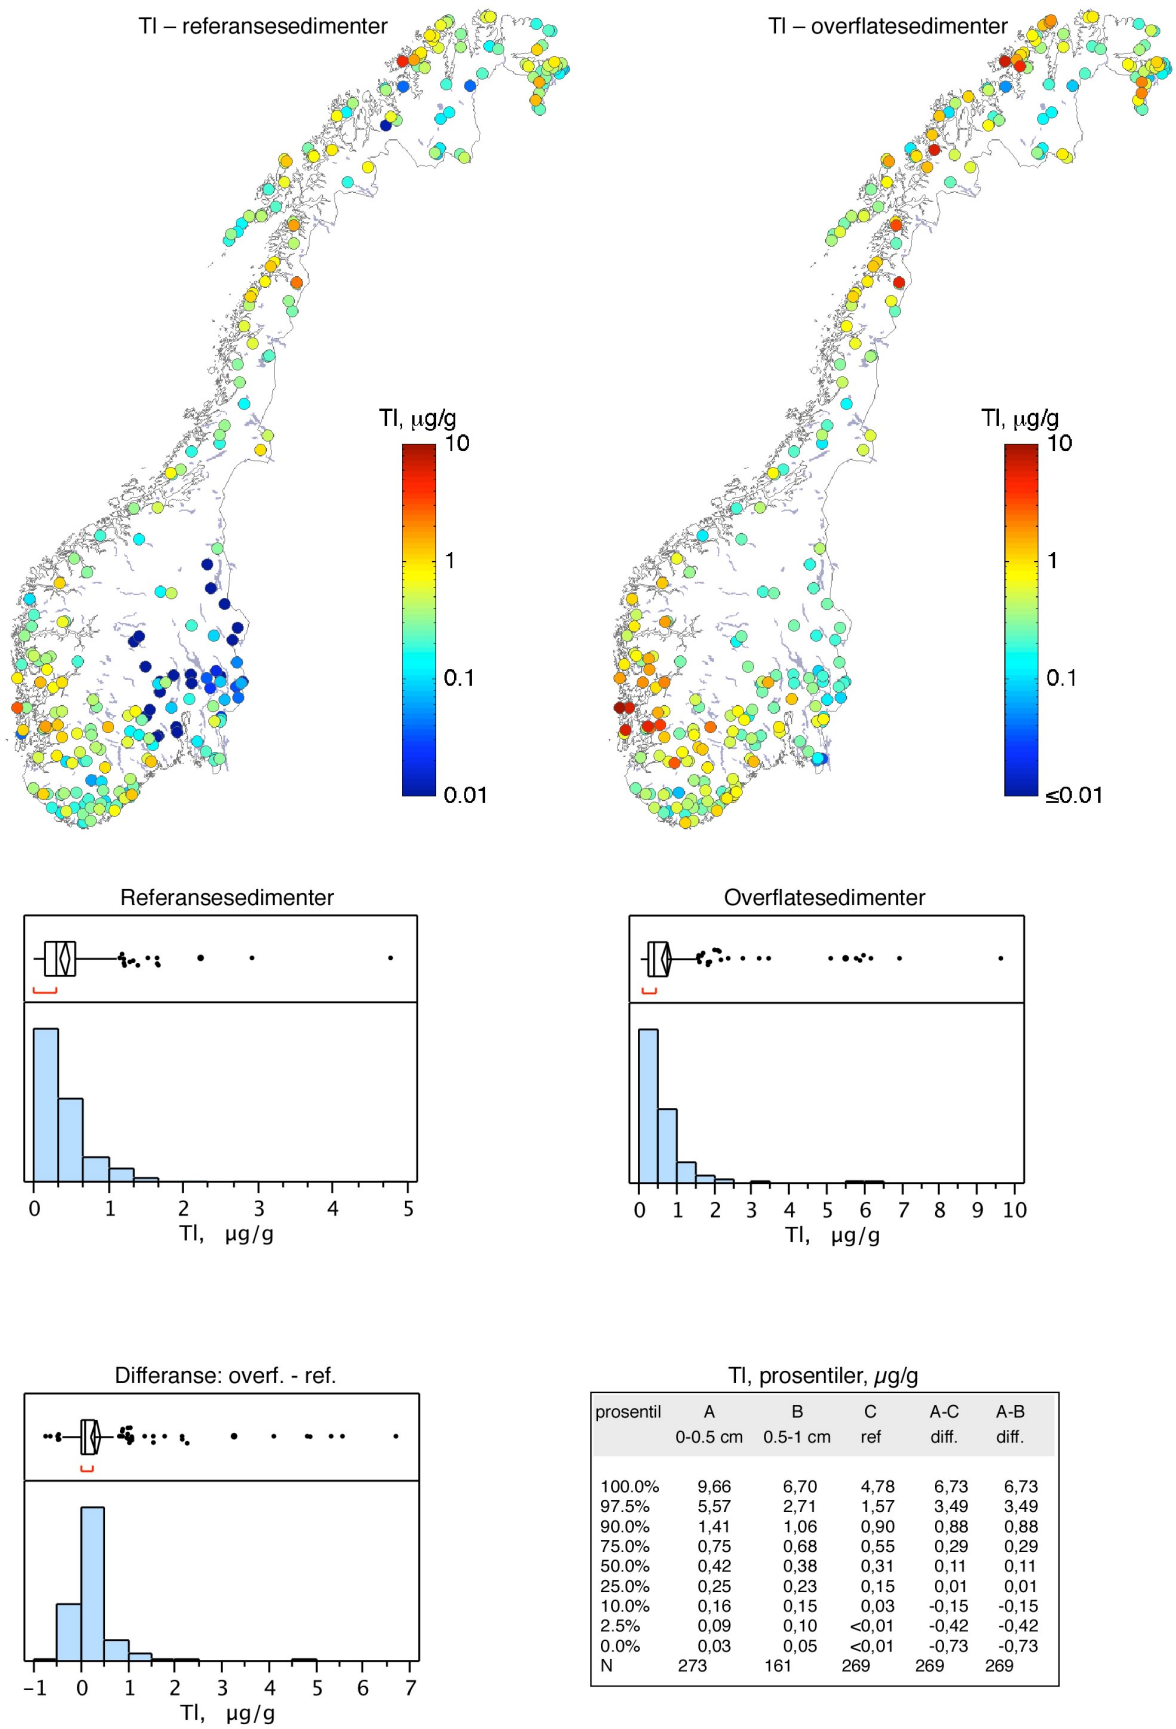 Tl – referansesedimenter
Tl – overflatesedimenter
Tl, µg/g
10
1
0.1
0.01
Tl, µg/g
10
1
0.1
≤0.01
Referansesedimenter
0 1 2 3 4 5
Tl, µg/g
Overflatesedimenter
0 1 2 3 4 5 6 7 8 9 10
Tl, µg/g
Differanse: overf. - ref.
−1 0 1 2 3 4 5 6 7
Tl, µg/g
Tl, prosentiler, µg/g
prosentil A B C A-C A-B
0-0.5 cm 0.5-1 cm ref diff. diff.
100.0% 9,66 6,70 4,78 6,73 6,73
97.5% 5,57 2,71 1,57 3,49 3,49
90.0% 1,41 1,06 0,90 0,88 0,88
75.0% 0,75 0,68 0,55 0,29 0,29
50.0% 0,42 0,38 0,31 0,11 0,11
25.0% 0,25 0,23 0,15 0,01 0,01
10.0% 0,16 0,15 0,03 -0,15 -0,15
2.5% 0,09 0,10 <0,01 -0,42 -0,42
0.0% 0,03 0,05 <0,01 -0,73 -0,73
N 273 161 269 269 269